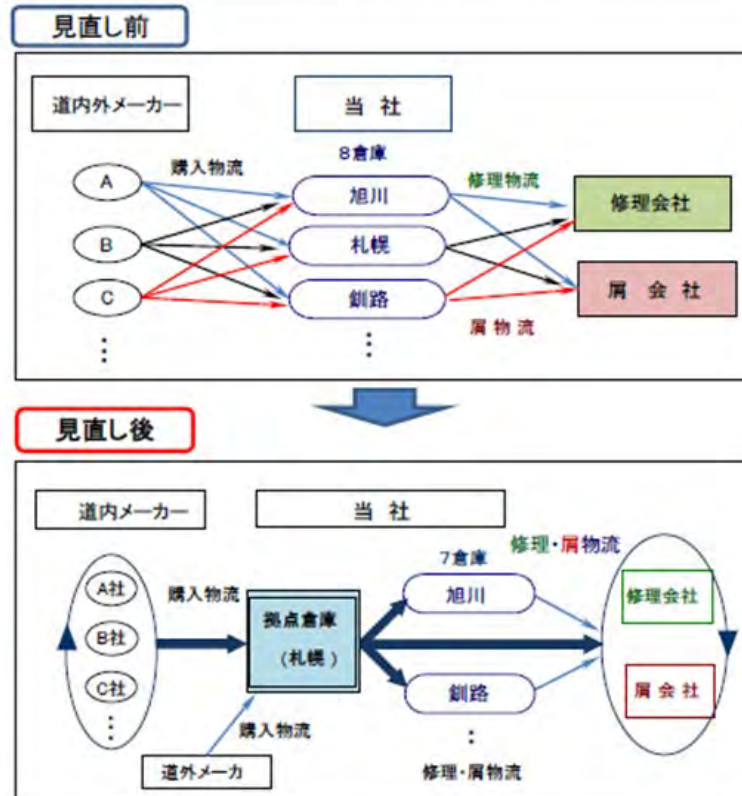 見直し前
道内外メーカー
当 社
8倉庫
購入物流
修理物流
A
旭川
修理会社
B
札幌
C
釧路
屑 会 社
屑 物 流
⋮
⋮
見直し後
道内メーカー
当 社
7倉庫
修理・屑物流
購入物流
A社
旭川
修理会社
B社
拠点倉庫
(札幌)
C社
釧路
屑 会 社
⋮
購入物流
⋮
道外メーカ
修理・屑物流